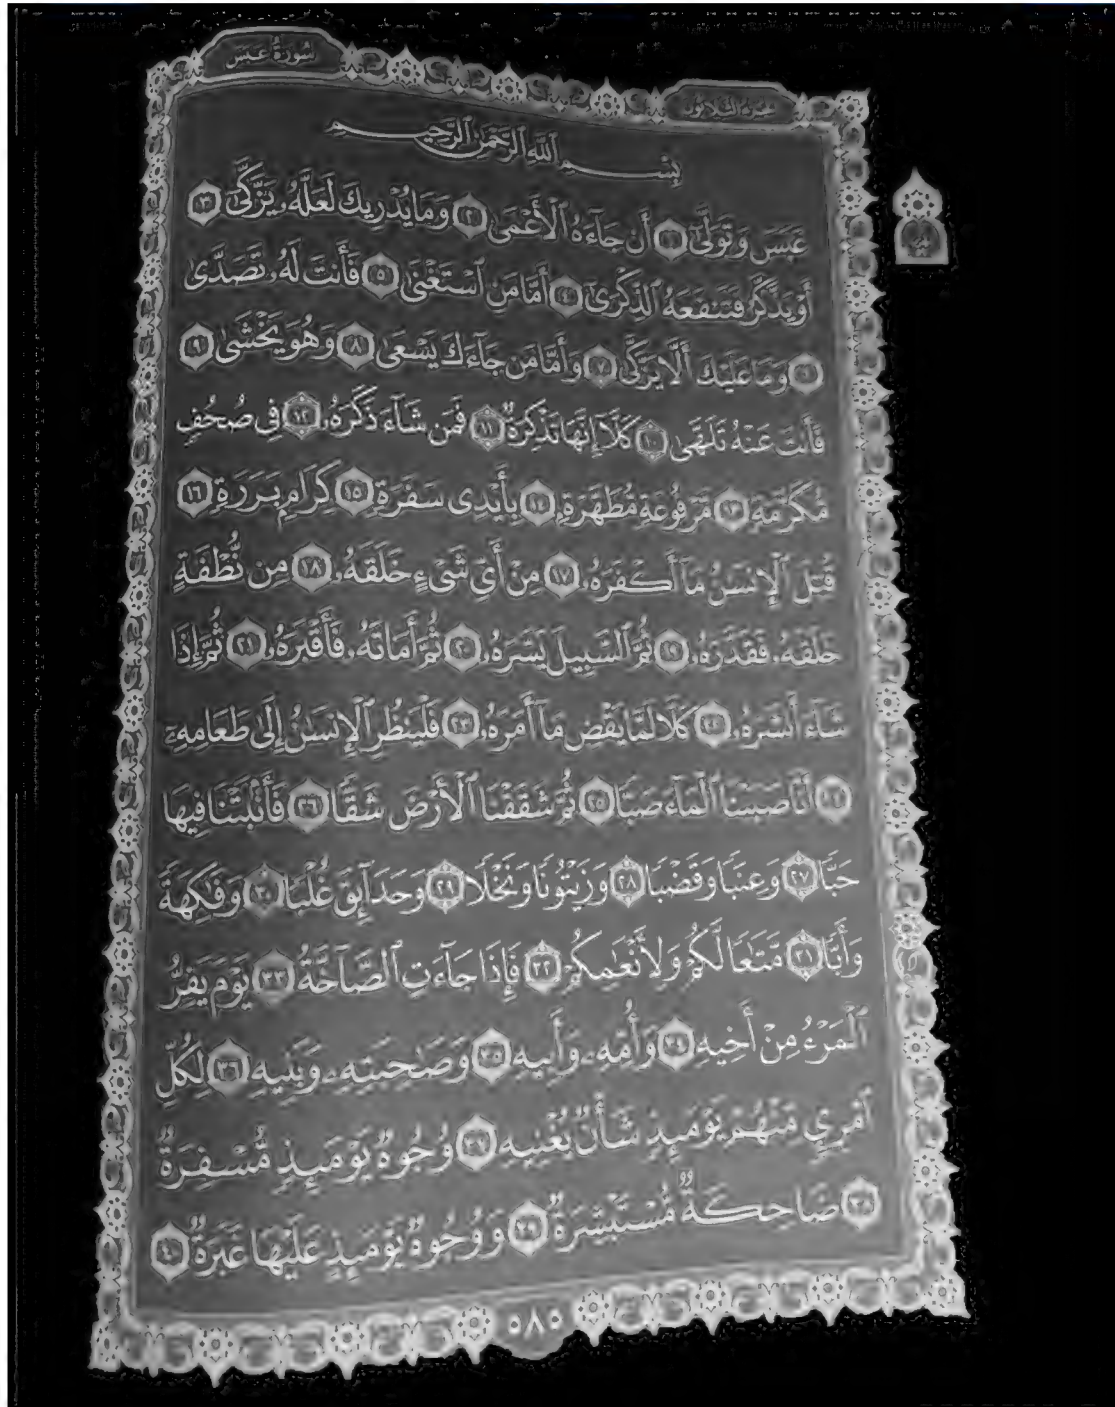 سُورَةُ عَبَسَ
الجزء الثلاثون
بِسْمِ ٱللَّهِ ٱلرَّحْمَٰنِ ٱلرَّحِيمِ
عَبَسَ وَتَوَلَّىٰٓ ١ أَن جَآءَهُ ٱلْأَعْمَىٰ ٢ وَمَا يُدْرِيكَ لَعَلَّهُۥ يَزَّكَّىٰٓ ٣
أَوْ يَذَّكَّرُ فَتَنفَعَهُ ٱلذِّكْرَىٰٓ ٤ أَمَّا مَنِ ٱسْتَغْنَىٰ ٥ فَأَنتَ لَهُۥ تَصَدَّىٰ
٦ وَمَا عَلَيْكَ أَلَّا يَزَّكَّىٰ ٧ وَأَمَّا مَن جَآءَكَ يَسْعَىٰ ٨ وَهُوَ يَخْشَىٰ ٩
فَأَنتَ عَنْهُ تَلَهَّىٰ ١٠ كَلَّآ إِنَّهَا تَذْكِرَةٌ ١١ فَمَن شَآءَ ذَكَرَهُۥ ١٢ فِى صُحُفٍ
مُّكَرَّمَةٍ ١٣ مَّرْفُوعَةٍ مُّطَهَّرَةٍۭ ١٤ بِأَيْدِى سَفَرَةٍ ١٥ كِرَامٍۭ بَرَرَةٍ ١٦
قُتِلَ ٱلْإِنسَٰنُ مَآ أَكْفَرَهُۥ ١٧ مِنْ أَىِّ شَىْءٍ خَلَقَهُۥ ١٨ مِن نُّطْفَةٍ
خَلَقَهُۥ فَقَدَّرَهُۥ ١٩ ثُمَّ ٱلسَّبِيلَ يَسَّرَهُۥ ٢٠ ثُمَّ أَمَاتَهُۥ فَأَقْبَرَهُۥ ٢١ ثُمَّ إِذَا
شَآءَ أَنشَرَهُۥ ٢٢ كَلَّا لَمَّا يَقْضِ مَآ أَمَرَهُۥ ٢٣ فَلْيَنظُرِ ٱلْإِنسَٰنُ إِلَىٰ طَعَامِهِۦٓ
٢٤ أَنَّا صَبَبْنَا ٱلْمَآءَ صَبًّا ٢٥ ثُمَّ شَقَقْنَا ٱلْأَرْضَ شَقًّا ٢٦ فَأَنۢبَتْنَا فِيهَا
حَبًّا ٢٧ وَعِنَبًا وَقَضْبًا ٢٨ وَزَيْتُونًا وَنَخْلًا ٢٩ وَحَدَآئِقَ غُلْبًا ٣٠ وَفَٰكِهَةً
وَأَبًّا ٣١ مَّتَٰعًا لَّكُمْ وَلِأَنْعَٰمِكُمْ ٣٢ فَإِذَا جَآءَتِ ٱلصَّآخَّةُ ٣٣ يَوْمَ يَفِرُّ
ٱلْمَرْءُ مِنْ أَخِيهِ ٣٤ وَأُمِّهِۦ وَأَبِيهِ ٣٥ وَصَٰحِبَتِهِۦ وَبَنِيهِ ٣٦ لِكُلِّ
ٱمْرِئٍ مِّنْهُمْ يَوْمَئِذٍ شَأْنٌ يُغْنِيهِ ٣٧ وُجُوهٌ يَوْمَئِذٍ مُّسْفِرَةٌ
٣٨ ضَاحِكَةٌ مُّسْتَبْشِرَةٌ ٣٩ وَوُجُوهٌ يَوْمَئِذٍ عَلَيْهَا غَبَرَةٌ ٤٠
٥٨٥